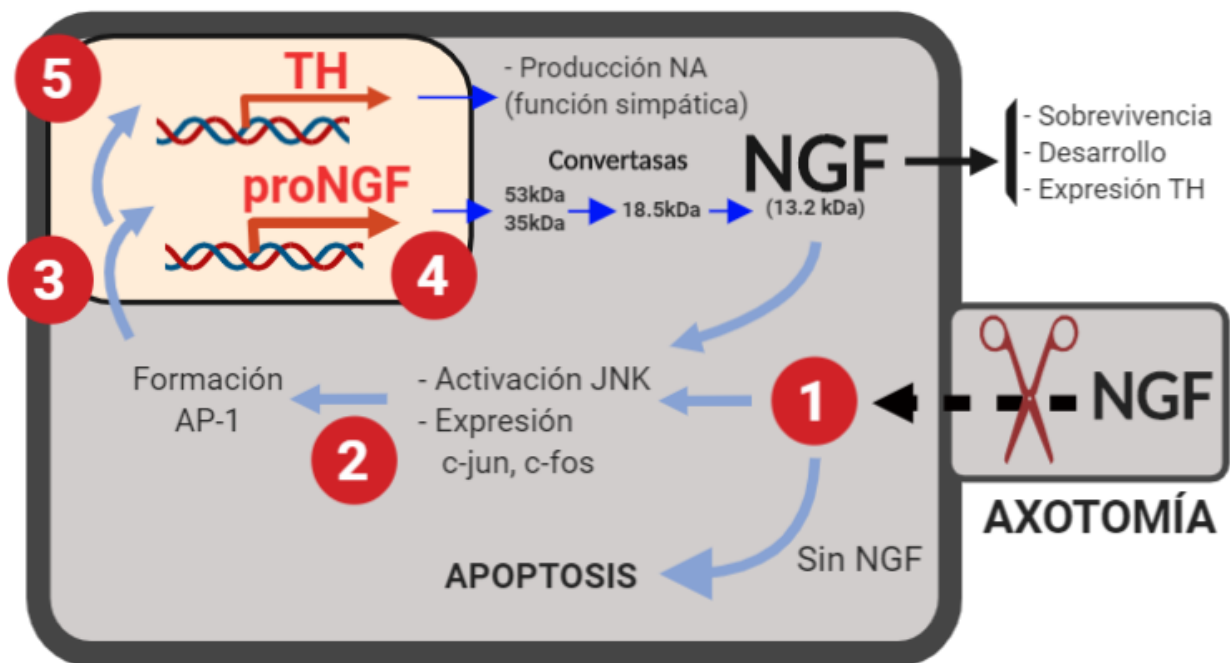 5
TH
- Producción NA
(función simpática)
proNGF
Convertasas
53kDa
35kDa
18.5kDa
NGF
(13.2 kDa)
- Sobrevivencia
- Desarrollo
- Expresión TH
3
4
Formación
AP-1
2
- Activación JNK
- Expresión
c-jun, c-fos
1
NGF
AXOTOMÍA
Sin NGF
APOPTOSIS